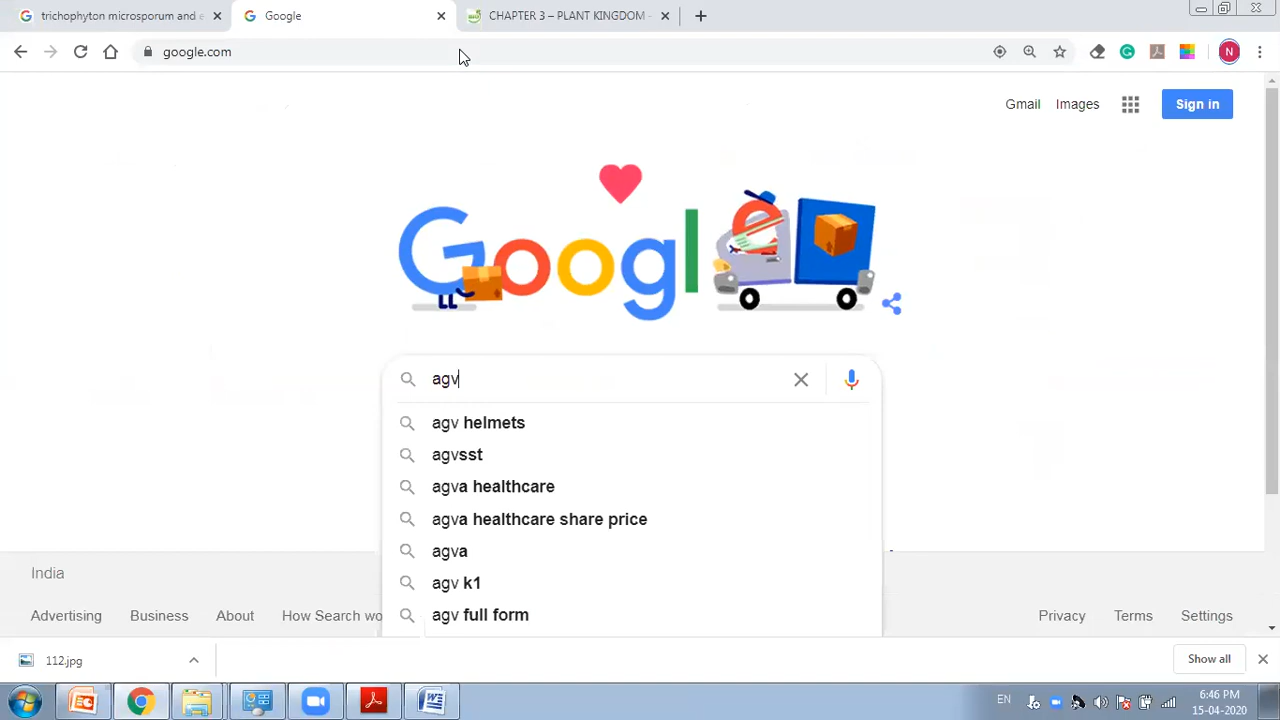 trichophyton microsporum and e
Google
CHAPTER 3 – PLANT KINGDOM -
google.com
N
Gmail
Images
Sign in
Google
agv
agv helmets
agvsst
agva healthcare
agva healthcare share price
agva
agv k1
agv full form
India
Advertising
Business
About
How Search wo
Privacy
Terms
Settings
112.jpg
Show all
EN
6:46 PM
15-04-2020